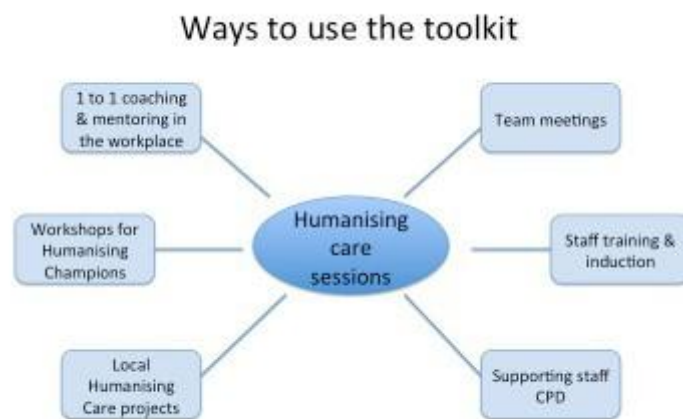 Ways to use the toolkit
1 to 1 coaching
& mentoring in
the workplace
Team meetings
Workshops for
Humanising
Champions
Humanising
care
sessions
Staff training &
induction
Local
Humanising
Care projects
Supporting staff
CPD